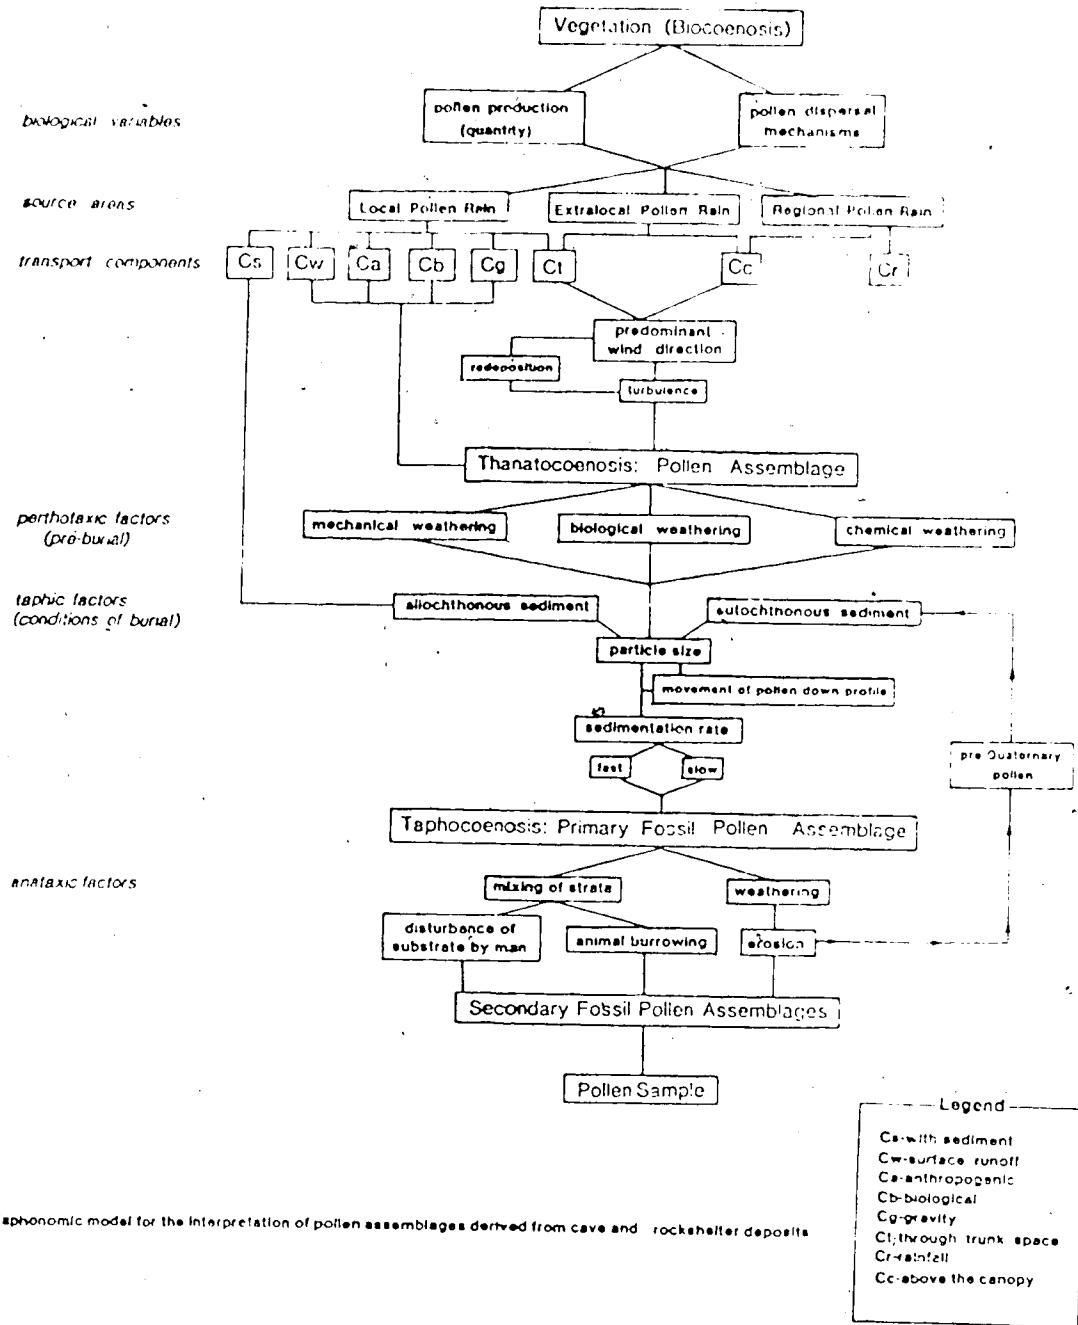 Vegetation (Biocoenosis)
biological variables
pollen production
(quantity)
pollen dispersal
mechanisms
source areas
Local Pollen Rain
Extralocal Pollen Rain
Regional Pollen Rain
transport components
Cs
Cw
Ca
Cb
Cg
Ct
Cc
Cr
predominant
wind direction
redeposition
turbulence
Thanatocoenosis: Pollen Assemblage
perthotaxic factors
(pre-burial)
mechanical weathering
biological weathering
chemical weathering
taphic factors
(conditions of burial)
allochthonous sediment
autochthonous sediment
particle size
movement of pollen down profile
sedimentation rate
fast
slow
pre Quaternary
pollen
Taphocoenosis: Primary Fossil Pollen Assemblage
anataxic factors
mixing of strata
weathering
disturbance of
substrate by man
animal burrowing
erosion
Secondary Fossil Pollen Assemblages
Pollen Sample
Legend
Cs-with sediment
Cw-surface runoff
Ca-anthropogenic
Cb-biological
Cg-gravity
Ct-through trunk space
Cr-rainfall
Cc-above the canopy
aphonomic model for the interpretation of pollen assemblages derived from cave and rockshelter deposits